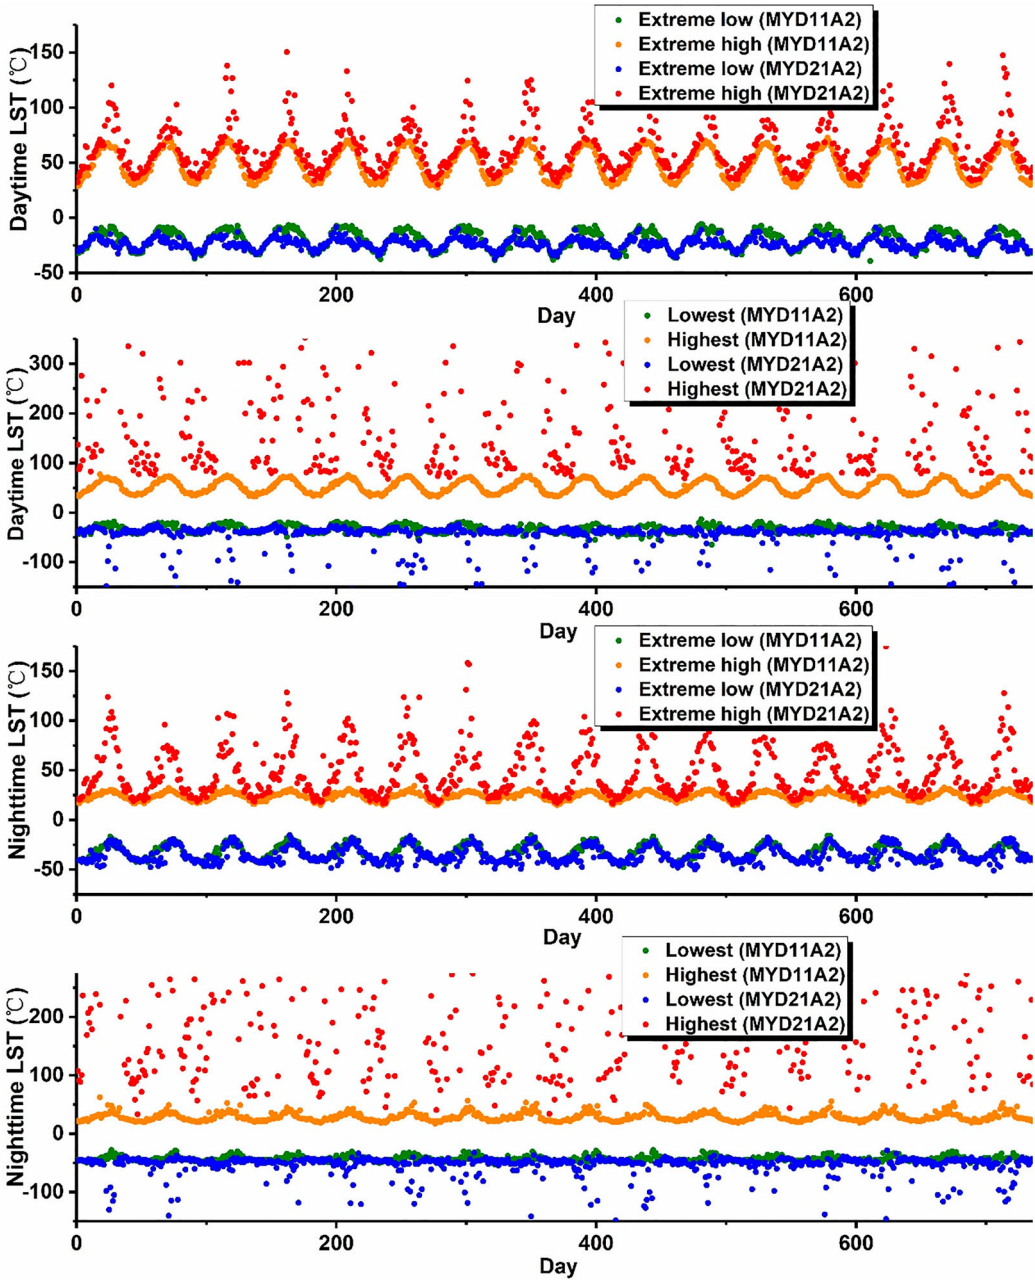 Extreme low (MYD11A2)
Extreme high (MYD11A2)
Extreme low (MYD21A2)
Extreme high (MYD21A2)
Daytime LST (℃)
150
100
50
0
-50
0
200
400
600
Day
Lowest (MYD11A2)
Highest (MYD11A2)
Lowest (MYD21A2)
Highest (MYD21A2)
Daytime LST (℃)
300
200
100
0
-100
0
200
400
600
Day
Extreme low (MYD11A2)
Extreme high (MYD11A2)
Extreme low (MYD21A2)
Extreme high (MYD21A2)
Nighttime LST (℃)
150
100
50
0
-50
0
200
400
600
Day
Lowest (MYD11A2)
Highest (MYD11A2)
Lowest (MYD21A2)
Highest (MYD21A2)
Nighttime LST (℃)
200
100
0
-100
0
200
400
600
Day